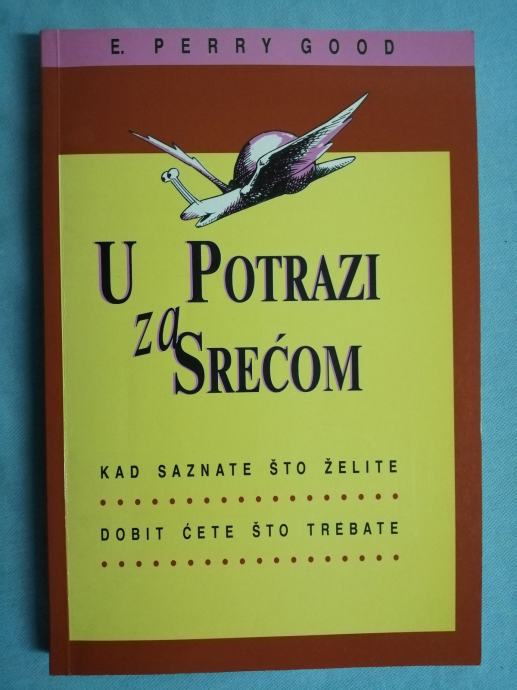 E. PERRY GOOD
U POTRAZI
za
SREĆOM
KAD SAZNATE ŠTO ŽELITE
DOBIT ĆETE ŠTO TREBATE